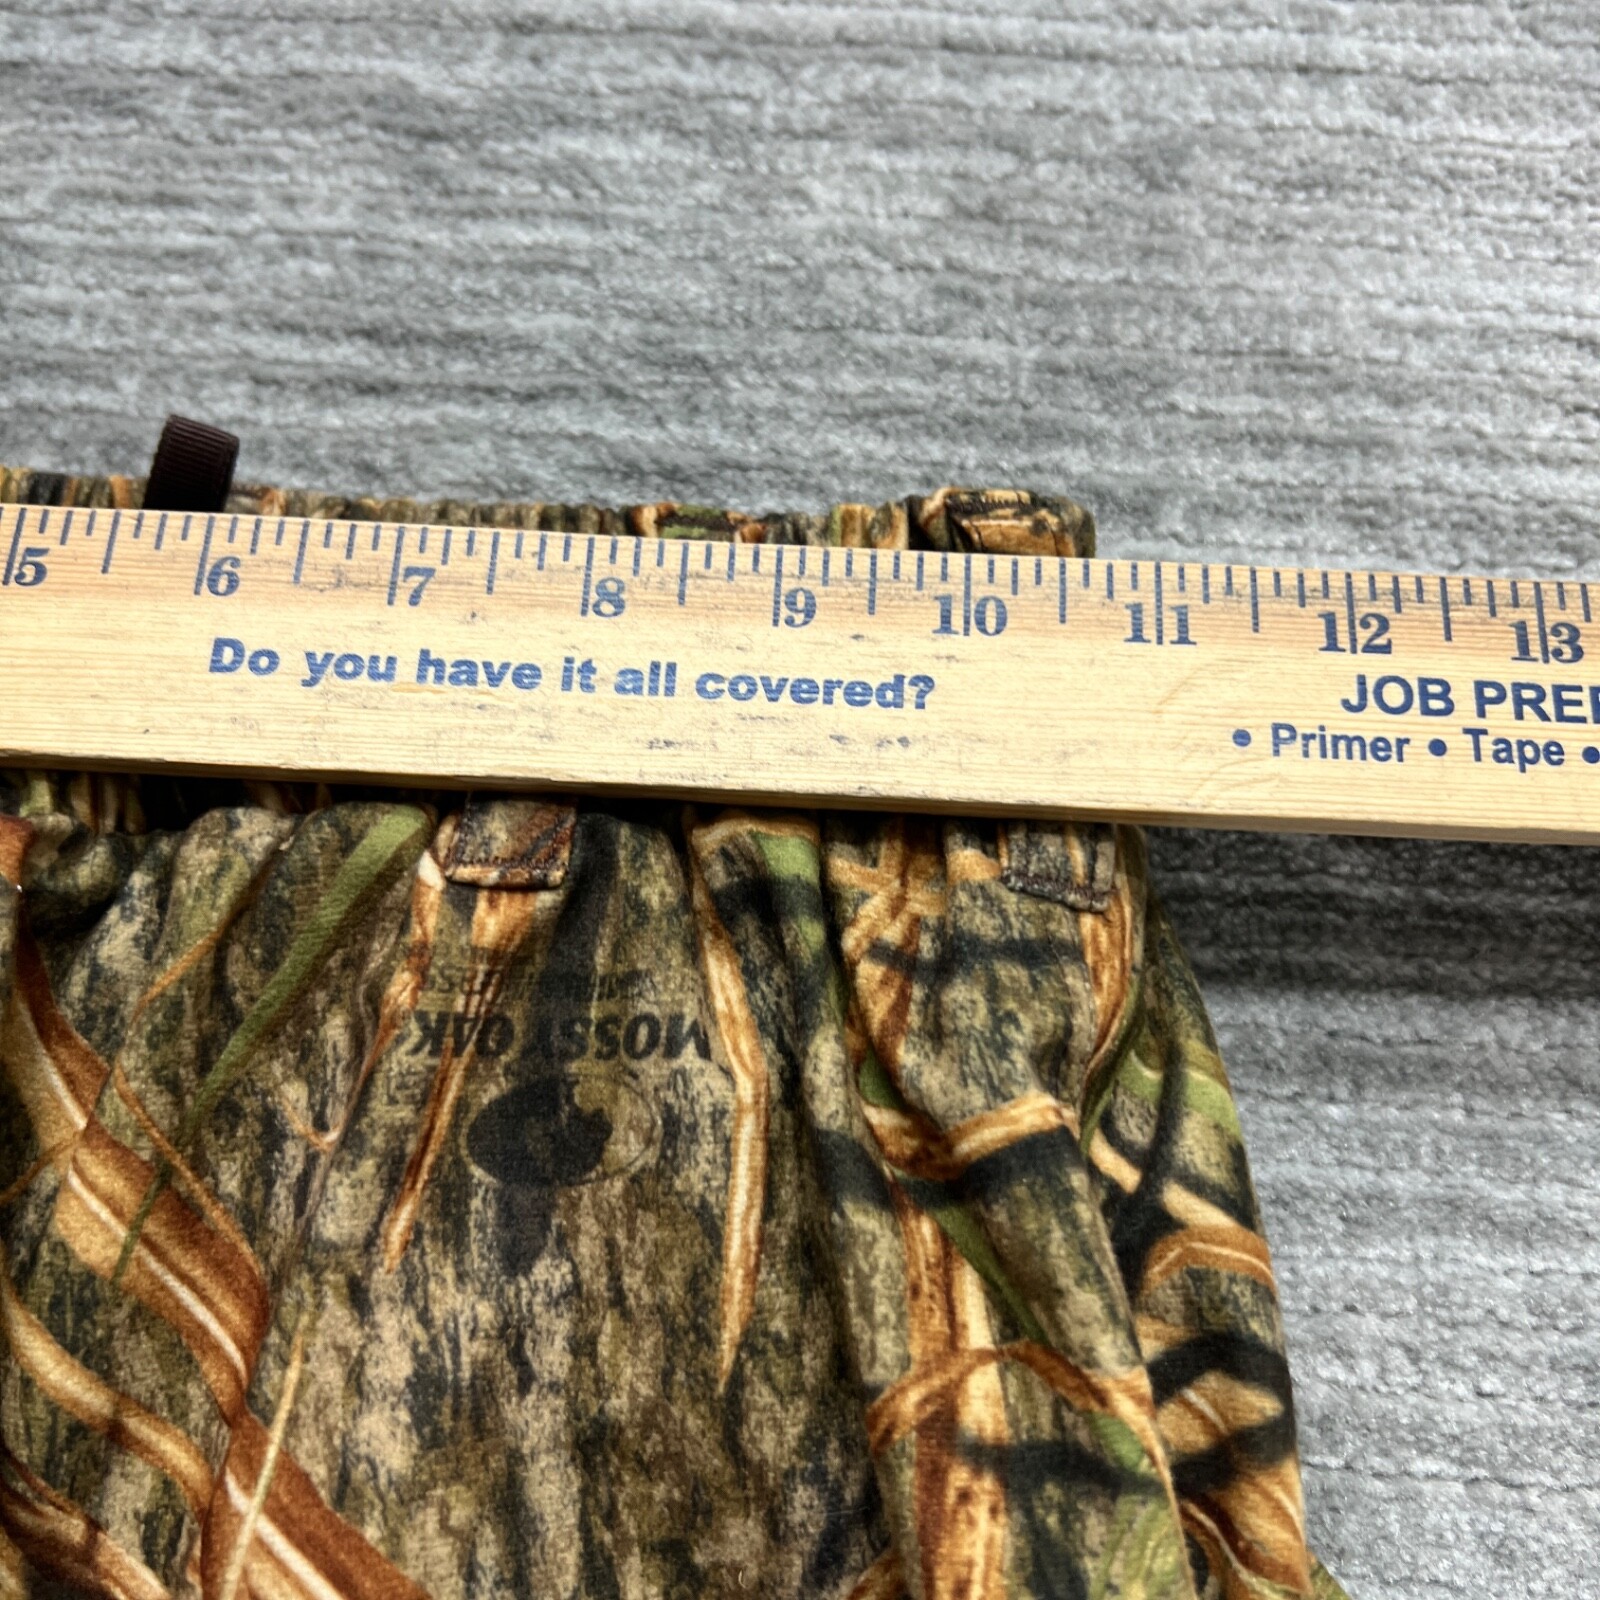 5 6 7 8 9 10 11 12 13
Do you have it all covered?
JOB PREP
• Primer • Tape •
MOSSY OAK